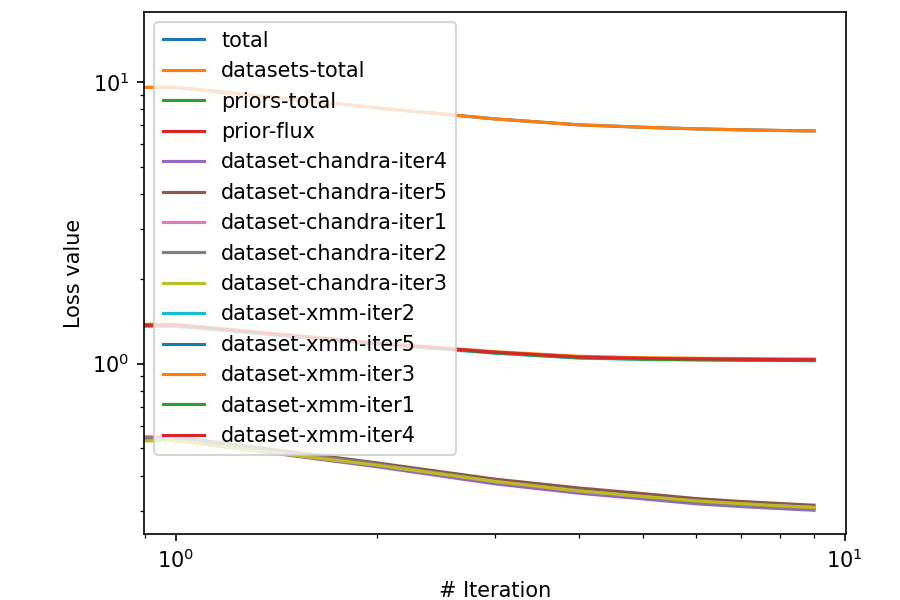 10¹
10⁰
Loss value
total
datasets-total
priors-total
prior-flux
dataset-chandra-iter4
dataset-chandra-iter5
dataset-chandra-iter1
dataset-chandra-iter2
dataset-chandra-iter3
dataset-xmm-iter2
dataset-xmm-iter5
dataset-xmm-iter3
dataset-xmm-iter1
dataset-xmm-iter4
10⁰
10¹
# Iteration